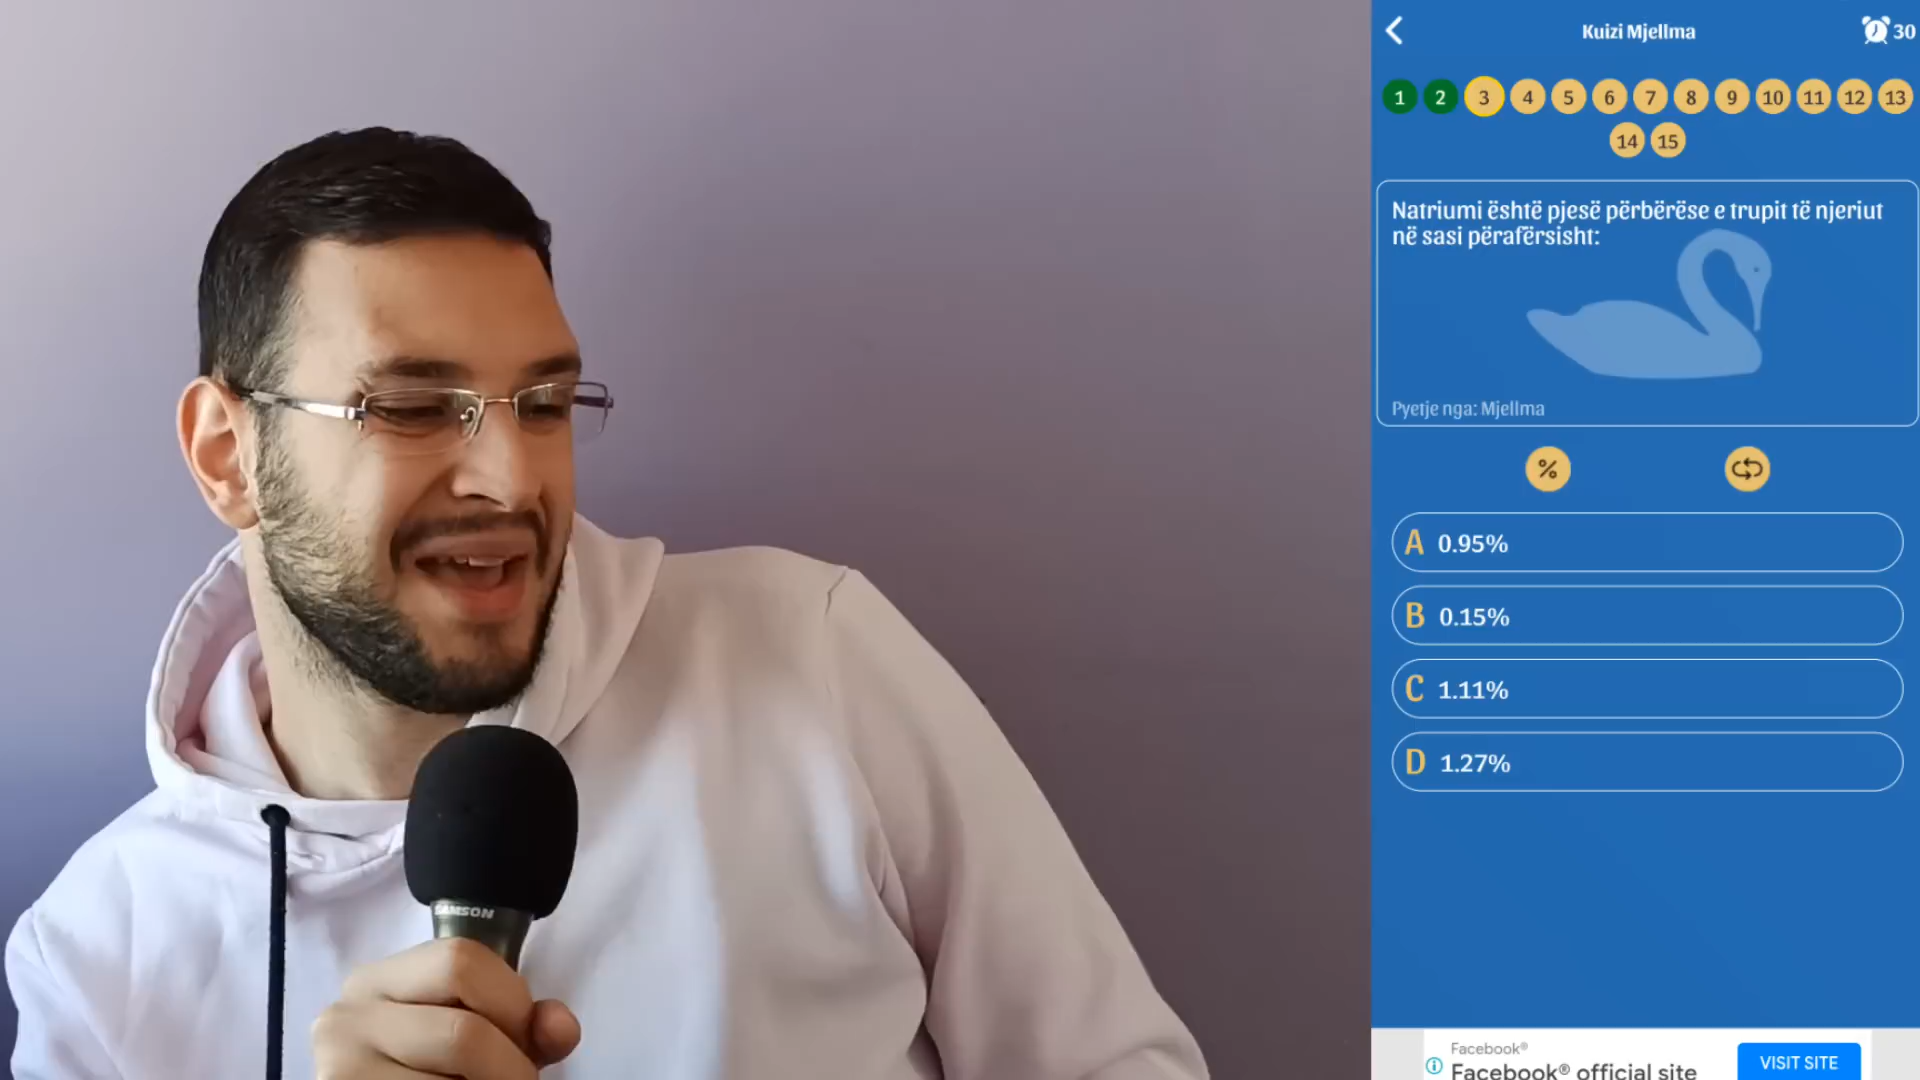 Kuizi Mjellma
30
1 2 3 4 5 6 7 8 9 10 11 12 13
14 15
Natriumi është pjesë përbërëse e trupit të njeriut
në sasi përafërsisht:
Pyetje nga: Mjellma
%
A 0.95%
B 0.15%
C 1.11%
D 1.27%
Facebook®
Facebook® official site
VISIT SITE
SAMSON